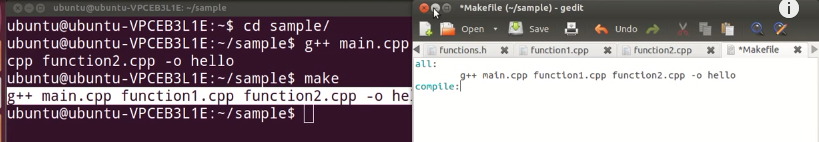 ubuntu@ubuntu-VPCEB3L1E: ~/sample
ubuntu@ubuntu-VPCEB3L1E:~$ cd sample/
ubuntu@ubuntu-VPCEB3L1E:~/sample$ g++ main.cpp
cpp function2.cpp -o hello
ubuntu@ubuntu-VPCEB3L1E:~/sample$ make
g++ main.cpp function1.cpp function2.cpp -o hel
ubuntu@ubuntu-VPCEB3L1E:~/sample$
*Makefile (~/sample) - gedit
Open Save Undo
functions.h function1.cpp function2.cpp *Makefile
all:
g++ main.cpp function1.cpp function2.cpp -o hello
compile: